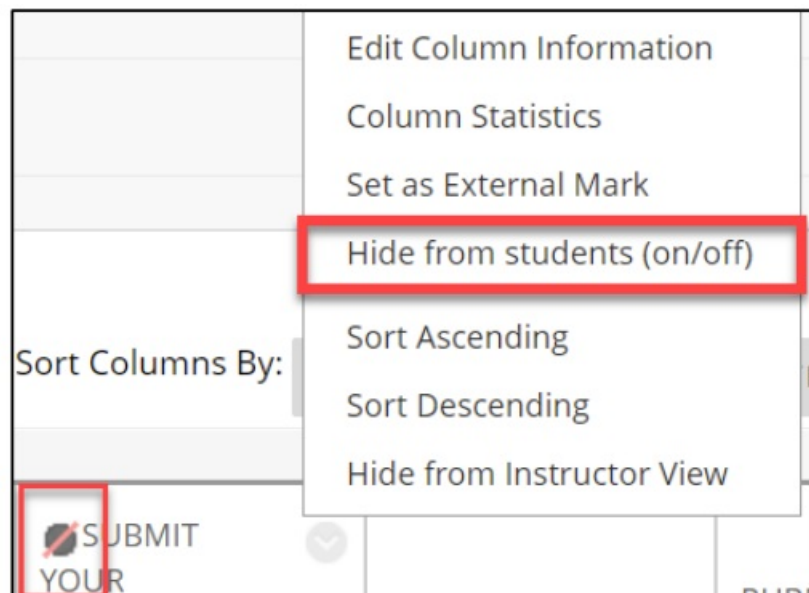 Edit Column Information
Column Statistics
Set as External Mark
Hide from students (on/off)
Sort Columns By:
Sort Ascending
Sort Descending
Hide from Instructor View
SUBMIT
YOUR